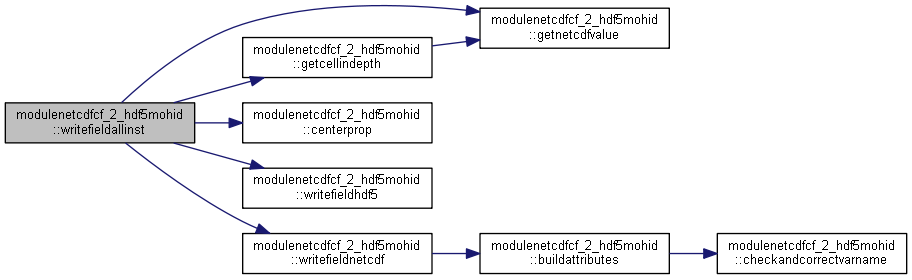 modulenetcdfcf_2_hdf5mohid
::writefieldallinst
modulenetcdfcf_2_hdf5mohid
::getnetcdfvalue
modulenetcdfcf_2_hdf5mohid
::getcellindepth
modulenetcdfcf_2_hdf5mohid
::centerprop
modulenetcdfcf_2_hdf5mohid
::writefieldhdf5
modulenetcdfcf_2_hdf5mohid
::writefieldnetcdf
modulenetcdfcf_2_hdf5mohid
::buildattributes
modulenetcdfcf_2_hdf5mohid
::checkandcorrectvarname